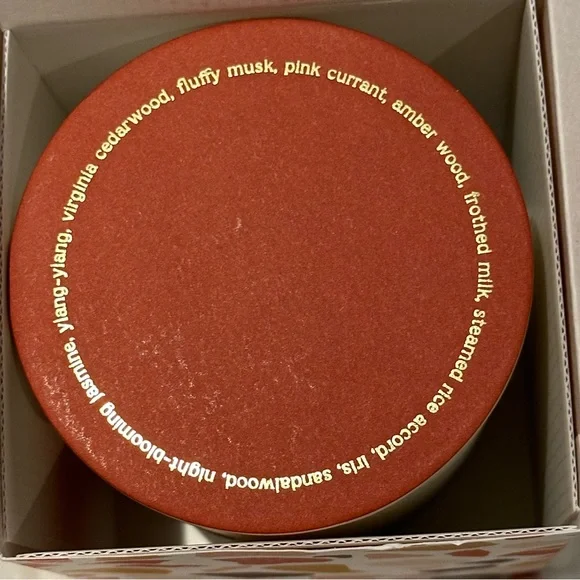 fluffy musk, pink currant, amber wood, frothed milk, steamed rice accord, iris, sandalwood, night-blooming jasmine, ylang-ylang, virginia cedarwood,